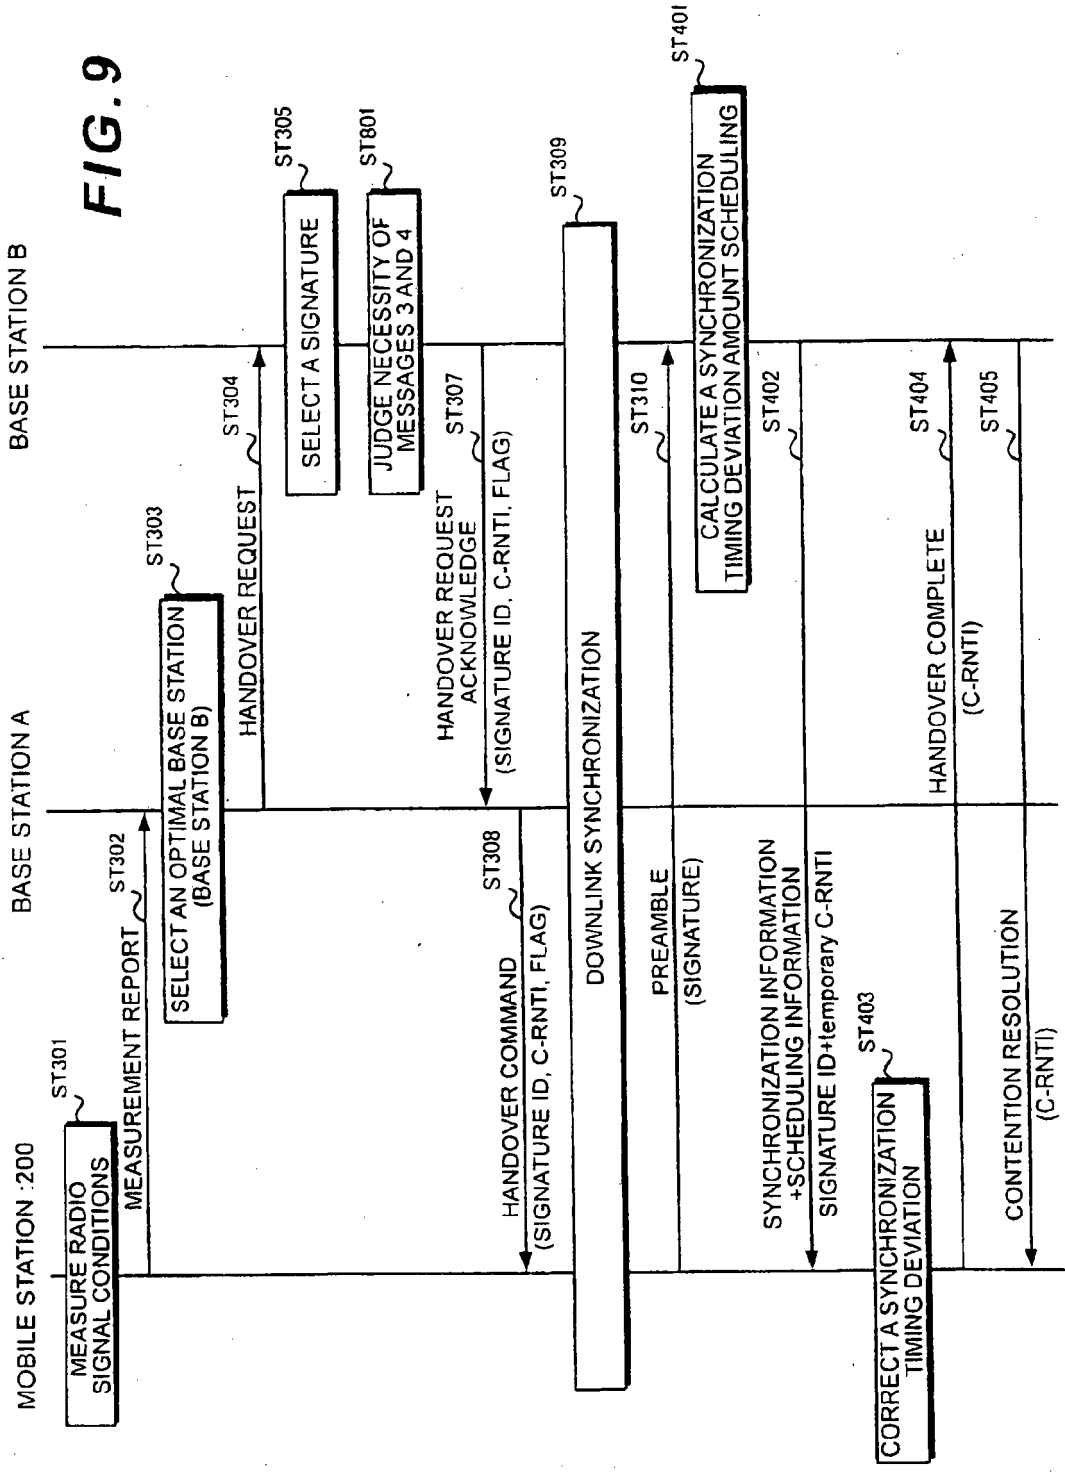 FIG. 9
MOBILE STATION :200
BASE STATION A
BASE STATION B
MEASURE RADIO
SIGNAL CONDITIONS
ST301
MEASUREMENT REPORT
ST302
SELECT AN OPTIMAL BASE STATION
(BASE STATION B)
ST303
HANDOVER REQUEST
ST304
SELECT A SIGNATURE
ST305
JUDGE NECESSITY OF
MESSAGES 3 AND 4
ST801
HANDOVER REQUEST
ACKNOWLEDGE
(SIGNATURE ID, C-RNTI, FLAG)
ST307
HANDOVER COMMAND
(SIGNATURE ID, C-RNTI, FLAG)
ST308
DOWNLINK SYNCHRONIZATION
ST309
PREAMBLE
(SIGNATURE)
ST310
CALCULATE A SYNCHRONIZATION
TIMING DEVIATION AMOUNT SCHEDULING
ST401
SYNCHRONIZATION INFORMATION
+SCHEDULING INFORMATION
SIGNATURE ID+temporary C-RNTI
ST402
CORRECT A SYNCHRONIZATION
TIMING DEVIATION
ST403
HANDOVER COMPLETE
(C-RNTI)
ST404
CONTENTION RESOLUTION
(C-RNTI)
ST405